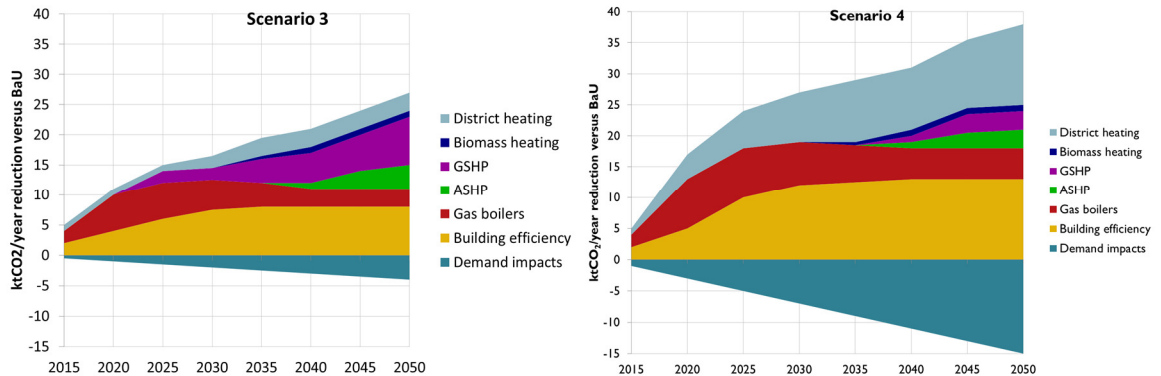 Scenario 3
ktCO2/year reduction versus BaU
40
35
30
25
20
15
10
5
0
-5
-10
-15
2015 2020 2025 2030 2035 2040 2045 2050
District heating
Biomass heating
GSHP
ASHP
Gas boilers
Building efficiency
Demand impacts
Scenario 4
ktCO₂/year reduction versus BaU
40
35
30
25
20
15
10
5
0
-5
-10
-15
2015 2020 2025 2030 2035 2040 2045 2050
District heating
Biomass heating
GSHP
ASHP
Gas boilers
Building efficiency
Demand impacts